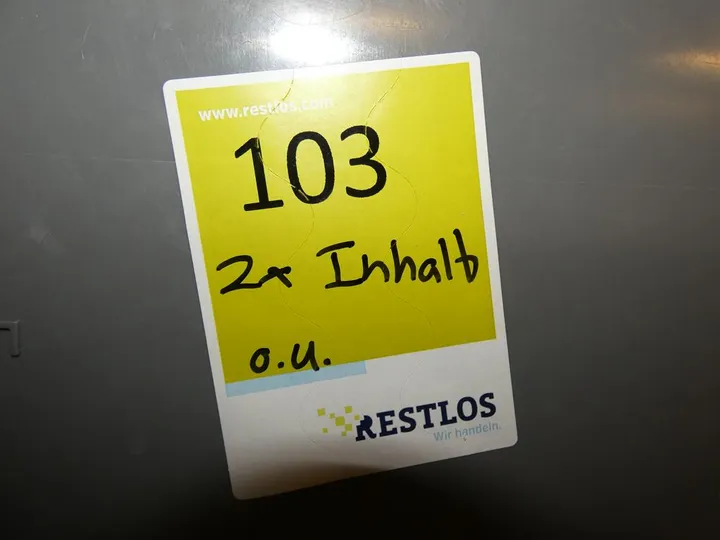 www.restlos.com
103
2x Inhalt
o.u.
RESTLOS
Wir handeln.